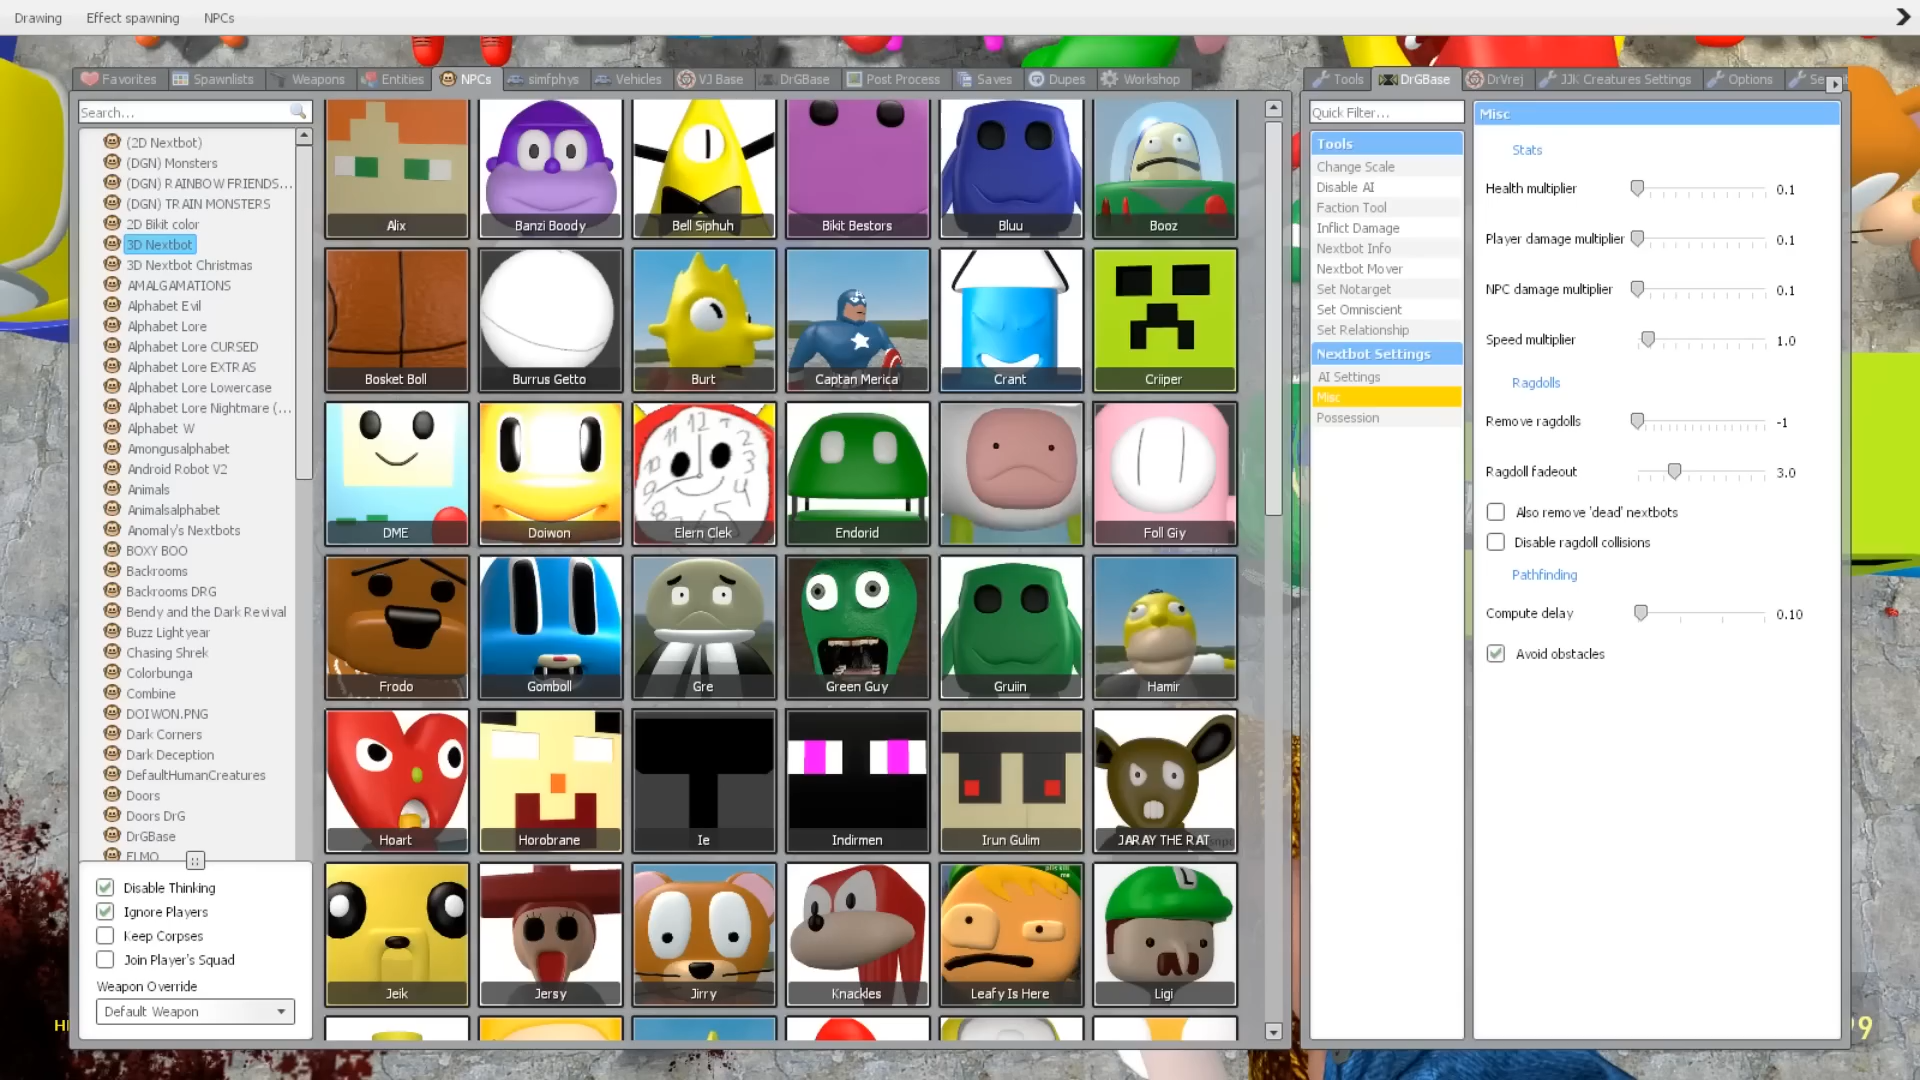 Drawing Effect spawning NPCs
Favorites Spawnlists Weapons Entities NPCs simfphys Vehicles VJ Base DrGBase Post Process Saves Dupes Workshop
Tools DrGBase DrVrej JJK Creatures Settings Options Se
Search...
(2D Nextbot)
(DGN) Monsters
(DGN) RAINBOW FRIENDS...
(DGN) TRAIN MONSTERS
2D Bikit color
3D Nextbot
3D Nextbot Christmas
AMALGAMATIONS
Alphabet Evil
Alphabet Lore
Alphabet Lore CURSED
Alphabet Lore EXTRAS
Alphabet Lore Lowercase
Alphabet Lore Nightmare (...
Alphabet W
Amongusalphabet
Android Robot V2
Animals
Animalsalphabet
Anomaly's Nextbots
BOXY BOO
Backrooms
Backrooms DRG
Bendy and the Dark Revival
Buzz Lightyear
Chasing Shrek
Colorbunga
Combine
DOIWON.PNG
Dark Corners
Dark Deception
DefaultHumanCreatures
Doors
Doors DrG
DrGBase
ELMO
Disable Thinking
Ignore Players
Keep Corpses
Join Player's Squad
Weapon Override
Default Weapon
Alix Banzi Boody Bell Siphuh Bikit Bestors Bluu Booz
Bosket Boll Burrus Getto Burt Captan Merica Crant Criiper
DME Doiwon Elern Clek Endorid Foll Giy
Frodo Gomboll Gre Green Guy Gruiin Hamir
Hoart Horobrane Ie Indirmen Irun Gulim JARAY THE RAT
Jeik Jersy Jirry Knackles Leafy Is Here Ligi
Quick Filter...
Tools
Change Scale
Disable AI
Faction Tool
Inflict Damage
Nextbot Info
Nextbot Mover
Set Notarget
Set Omniscient
Set Relationship
Nextbot Settings
AI Settings
Misc
Possession
Misc
Stats
Health multiplier 0.1
Player damage multiplier 0.1
NPC damage multiplier 0.1
Speed multiplier 1.0
Ragdolls
Remove ragdolls -1
Ragdoll fadeout 3.0
Also remove 'dead' nextbots
Disable ragdoll collisions
Pathfinding
Compute delay 0.10
Avoid obstacles